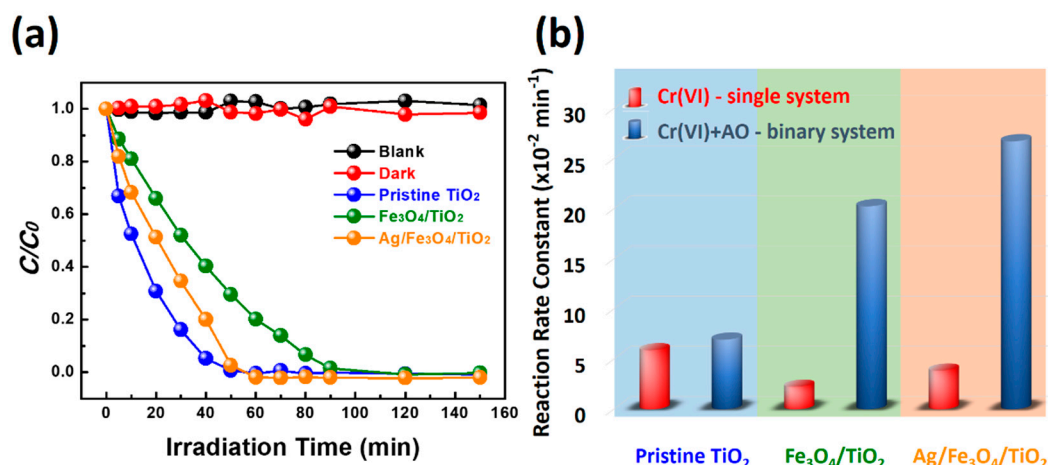 (a)
C/C0
1.0
0.8
0.6
0.4
0.2
0.0
Blank
Dark
Pristine TiO2
Fe3O4/TiO2
Ag/Fe3O4/TiO2
0 20 40 60 80 100 120 140 160
Irradiation Time (min)
(b)
Reaction Rate Constant (x10-2 min-1)
30
25
20
15
10
5
0
Cr(VI) - single system
Cr(VI)+AO - binary system
Pristine TiO2 Fe3O4/TiO2 Ag/Fe3O4/TiO2